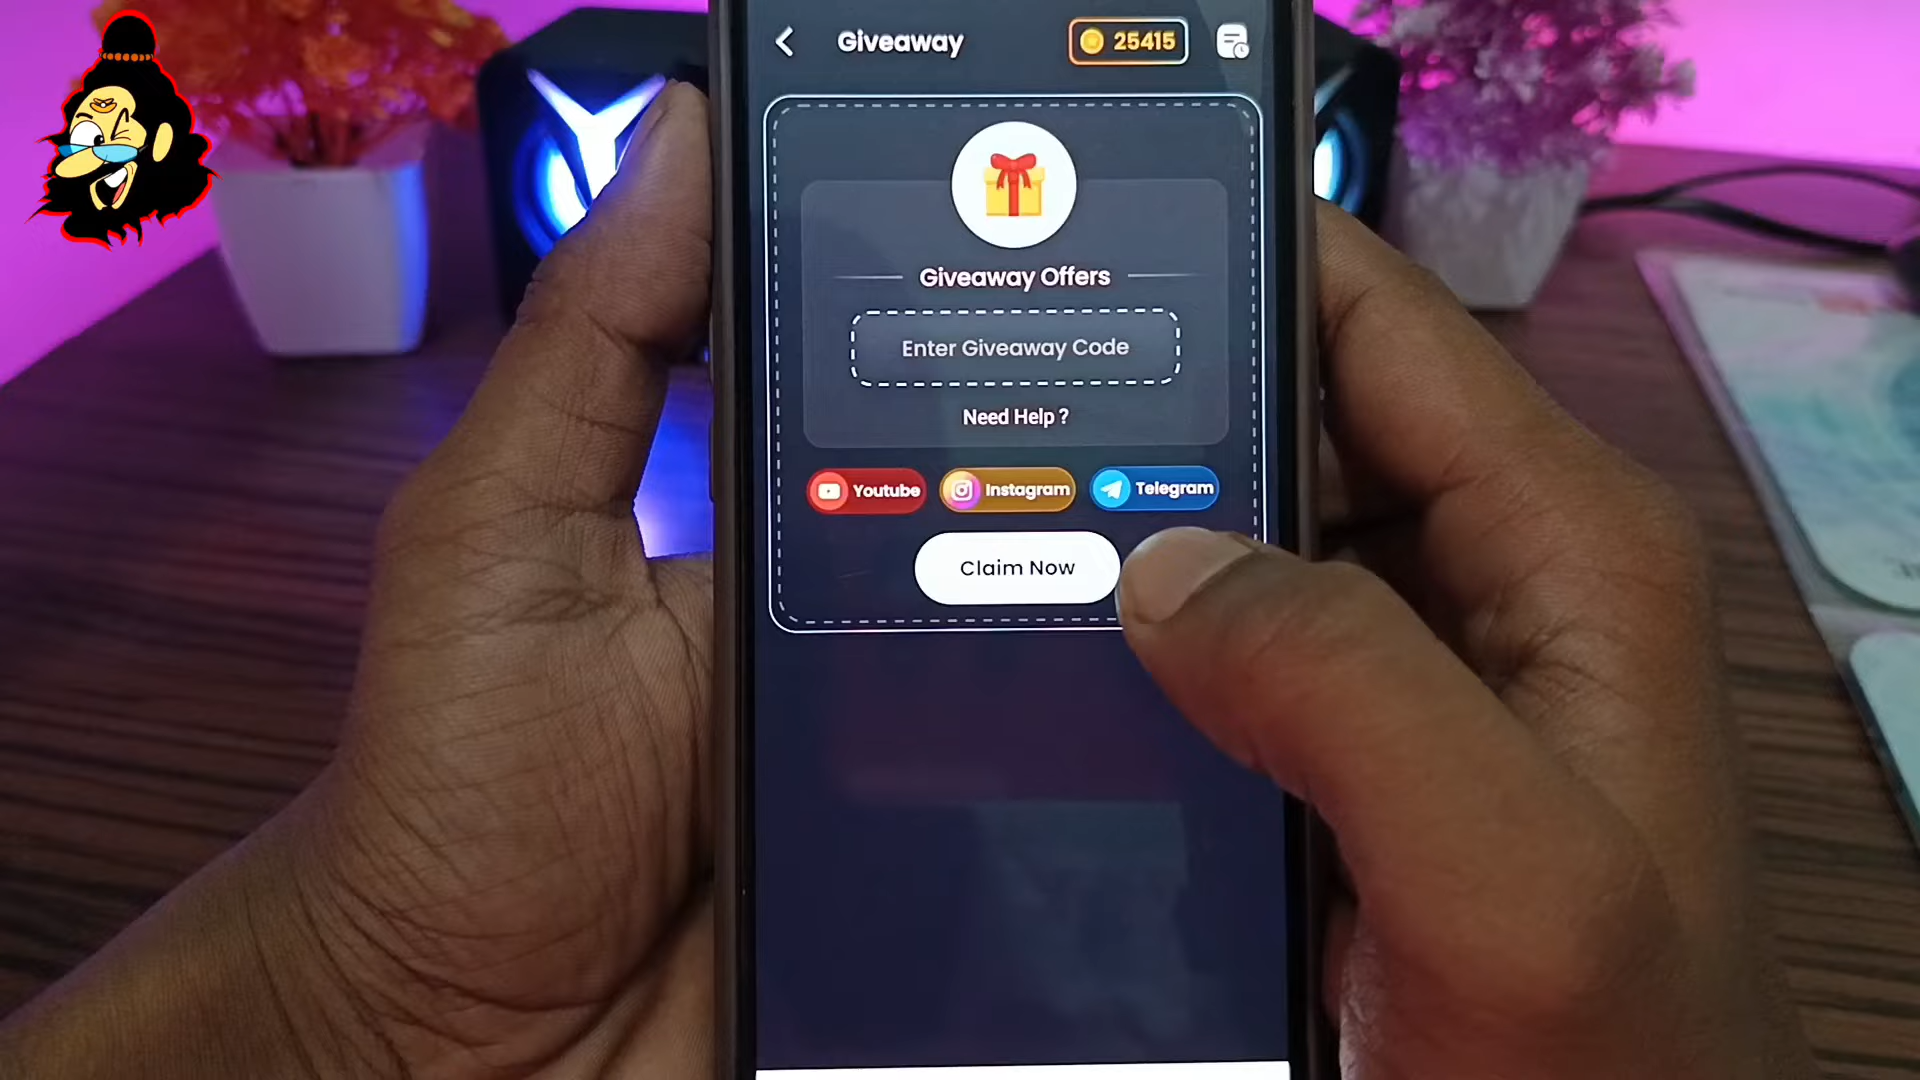 Giveaway
25415
Giveaway Offers
Enter Giveaway Code
Need Help ?
Youtube
Instagram
Telegram
Claim Now